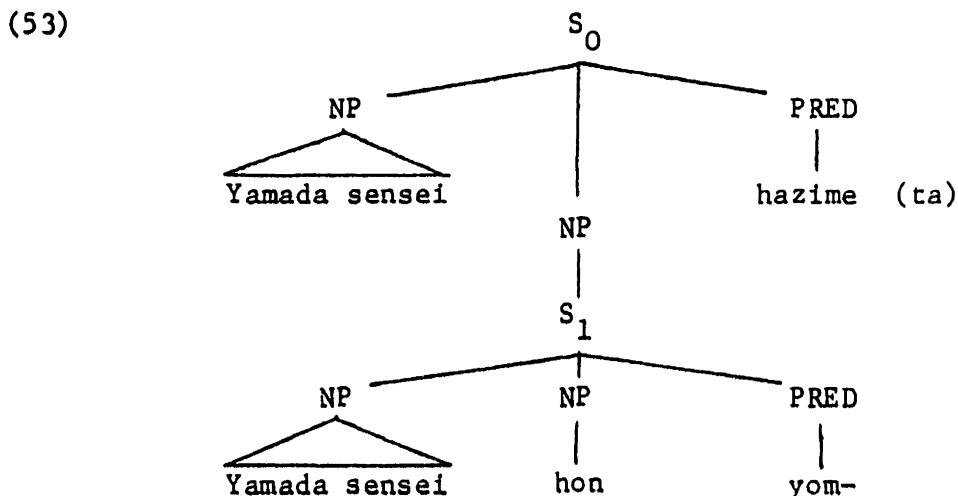 (53)
S0
NP PRED
Yamada sensei hazime (ta)
NP
S1
NP NP PRED
Yamada sensei hon yom-